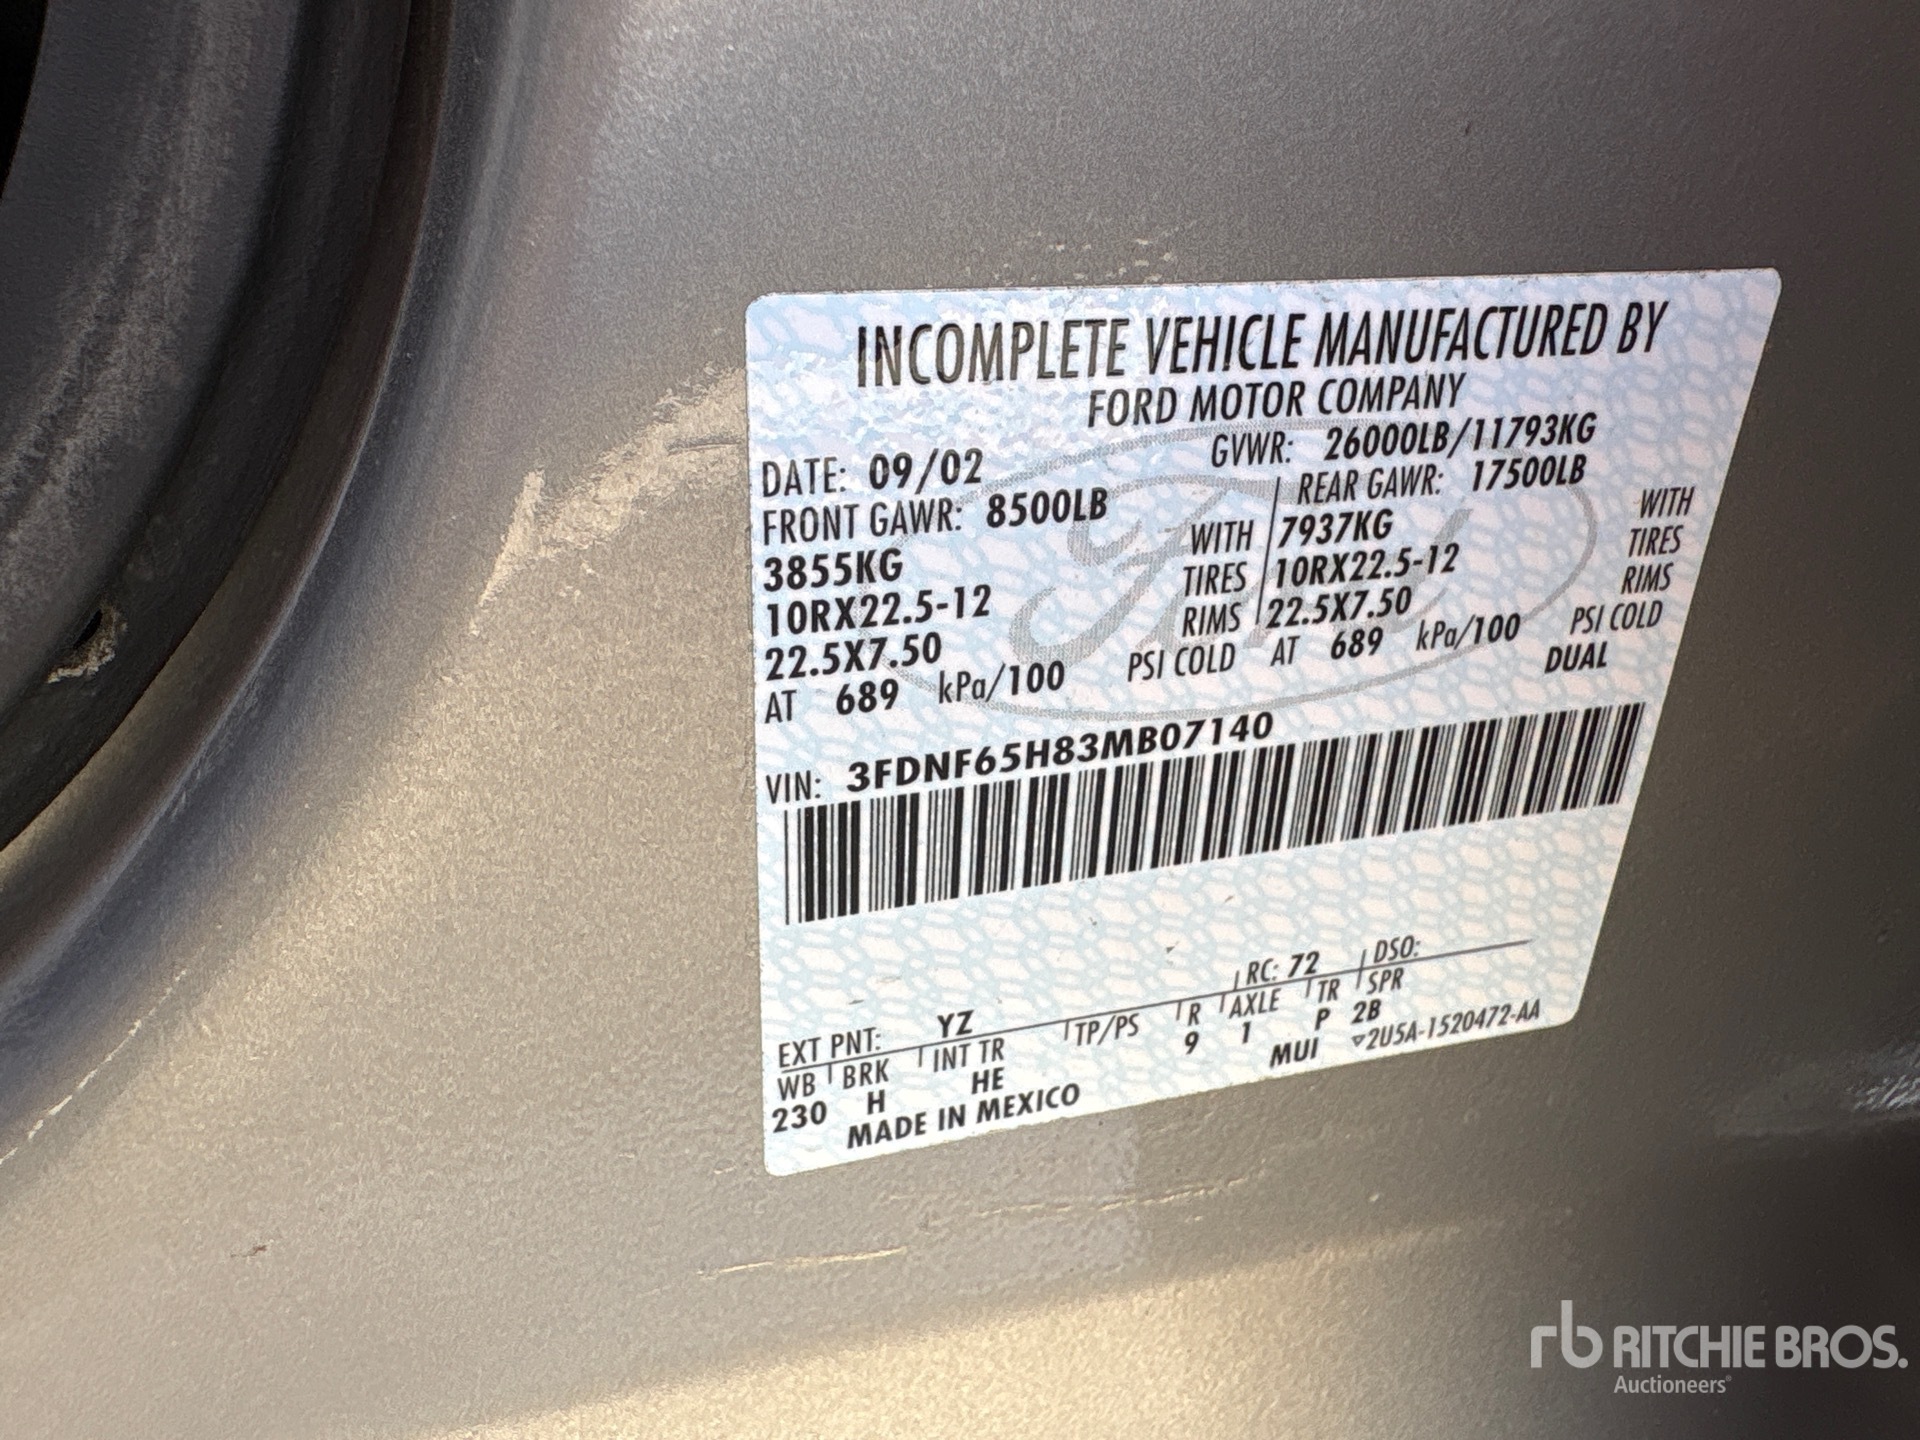 INCOMPLETE VEHICLE MANUFACTURED BY
FORD MOTOR COMPANY
DATE: 09/02 GVWR: 26000LB/11793KG
FRONT GAWR: 8500LB REAR GAWR: 17500LB
3855KG WITH 7937KG WITH
10RX22.5-12 TIRES 10RX22.5-12 TIRES
22.5X7.50 RIMS 22.5X7.50 RIMS
AT 689 kPa/100 PSI COLD AT 689 kPa/100 PSI COLD
DUAL
VIN: 3FDNF65H83MB07140
EXT PNT: YZ RC: 72 DSO:
WB BRK INT TR TP/PS R AXLE TR SPR
230 H HE 9 1 P 2B
MADE IN MEXICO MUI ▽2U5A-1520472-AA
Ford
rb RITCHIE BROS.
Auctioneers®